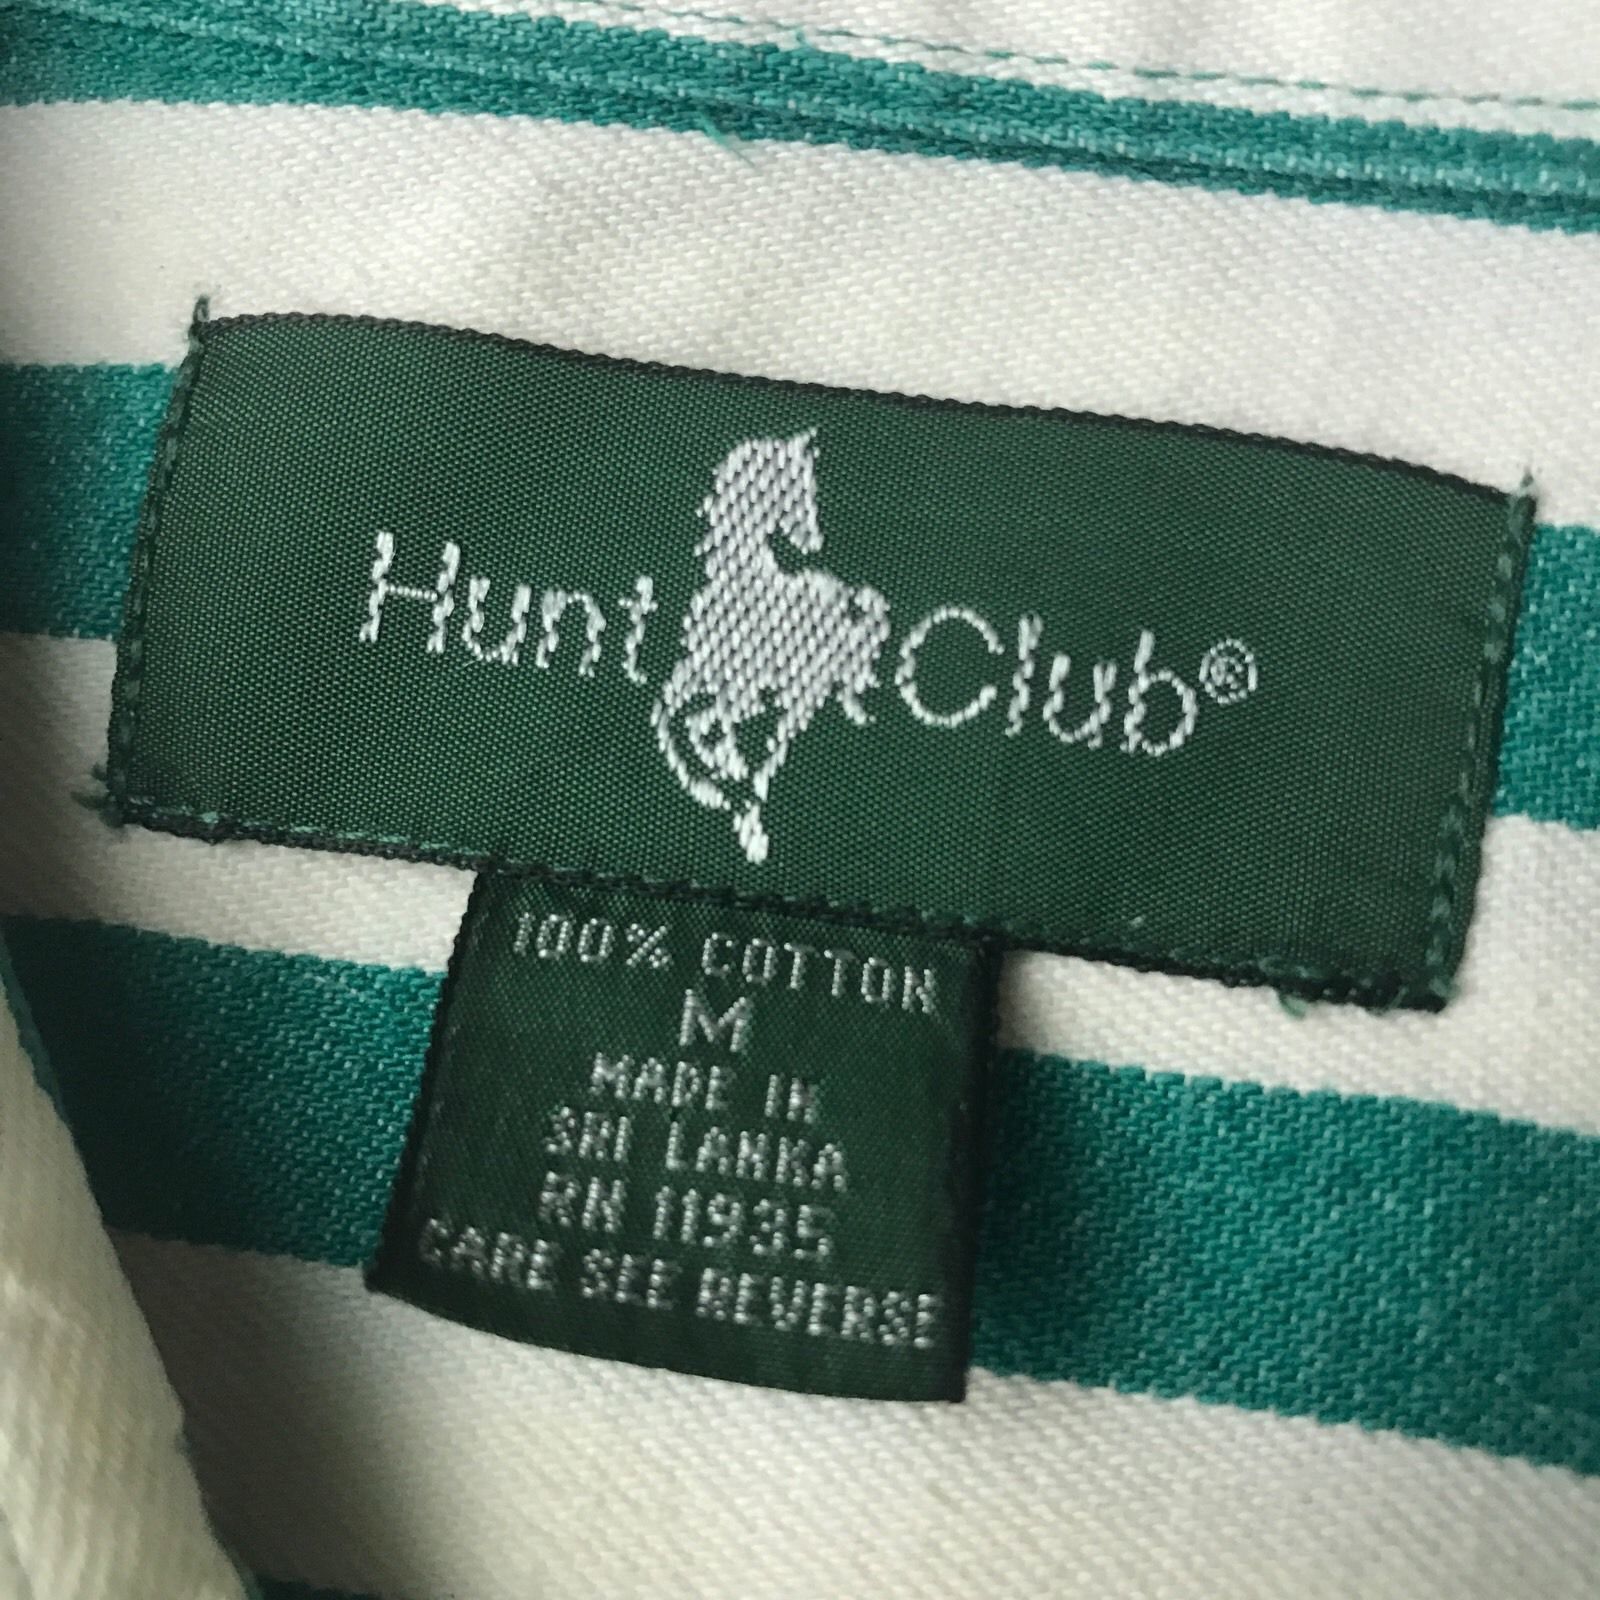 Hunt Club®
100% COTTON
M
MADE IN
SRI LANKA
RN 11935
CARE SEE REVERSE